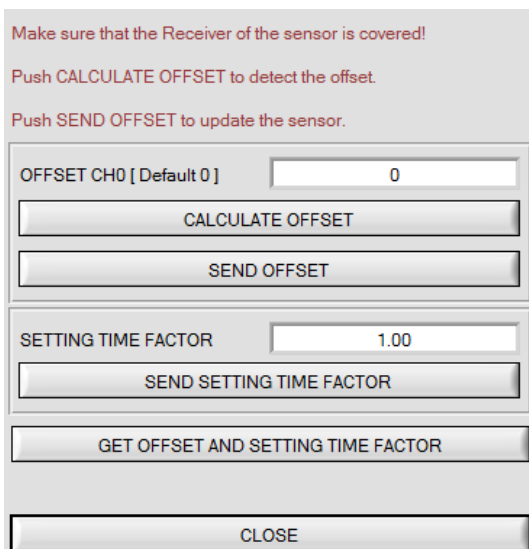 Make sure that the Receiver of the sensor is covered!
Push CALCULATE OFFSET to detect the offset.
Push SEND OFFSET to update the sensor.
OFFSET CH0 [ Default 0 ] 0
CALCULATE OFFSET
SEND OFFSET
SETTING TIME FACTOR 1.00
SEND SETTING TIME FACTOR
GET OFFSET AND SETTING TIME FACTOR
CLOSE